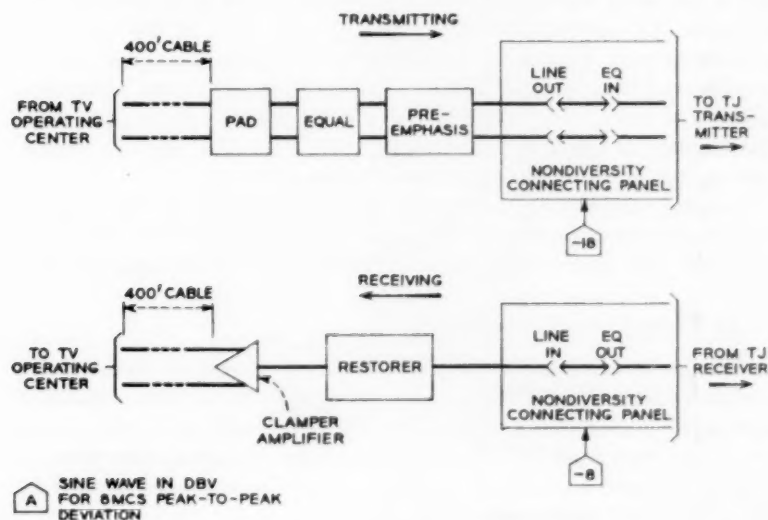 TRANSMITTING
400' CABLE
FROM TV
OPERATING
CENTER
PAD
EQUAL
PRE-
EMPHASIS
LINE
OUT
EQ
IN
NONDIVERSITY
CONNECTING PANEL
TO TJ
TRANS-
MITTER
-18
RECEIVING
400' CABLE
TO TV
OPERATING
CENTER
CLAMPER
AMPLIFIER
RESTORER
LINE
IN
EQ
OUT
NONDIVERSITY
CONNECTING PANEL
FROM TJ
RECEIVER
-8
A
SINE WAVE IN DBV
FOR 8MCS PEAK-TO-PEAK
DEVIATION